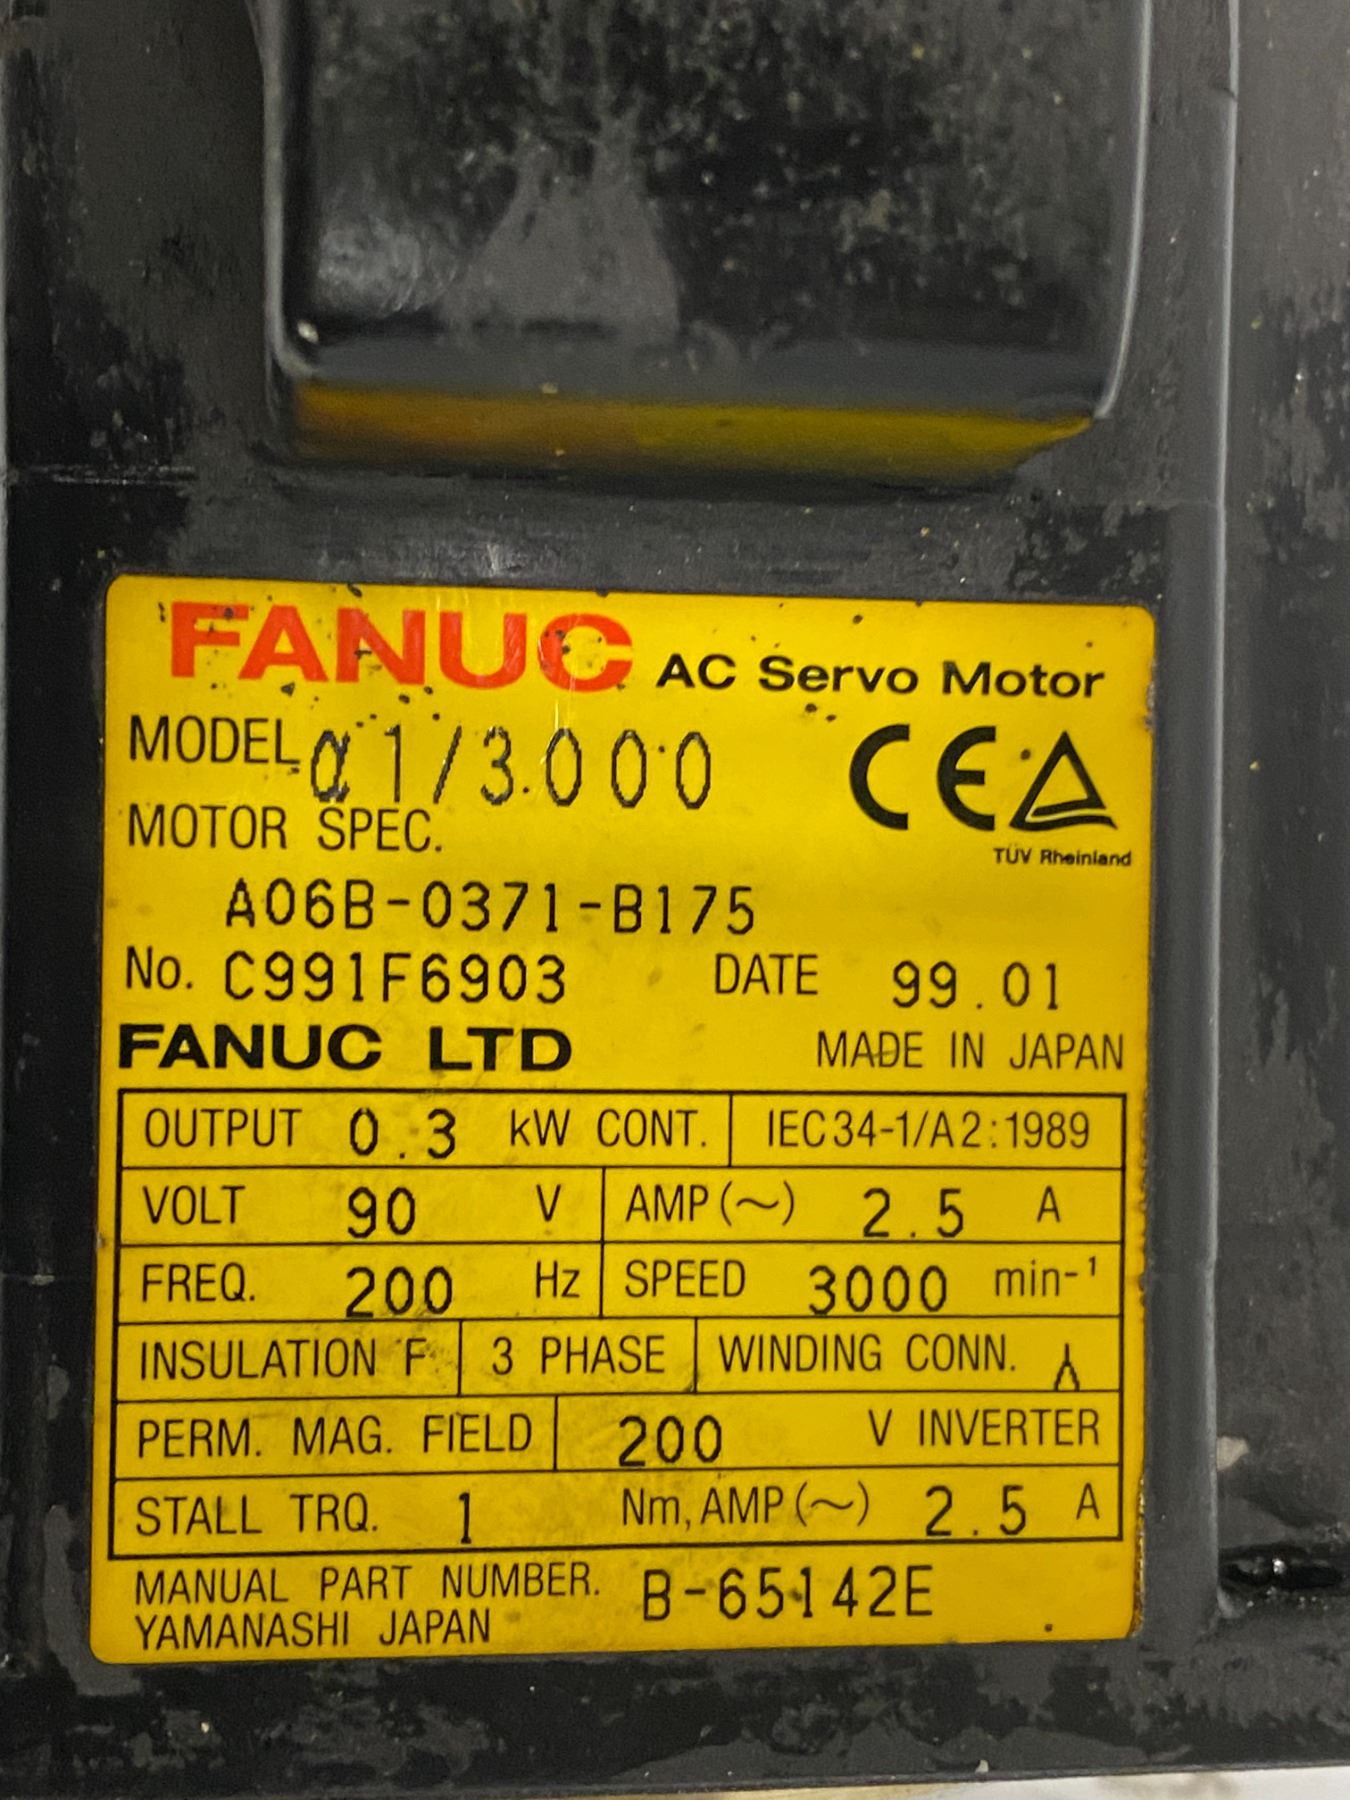 FANUC AC Servo Motor
MODEL α1/3000
CE
TÜV Rheinland
MOTOR SPEC.
A06B-0371-B175
No. C991F6903 DATE 99.01
FANUC LTD MADE IN JAPAN
OUTPUT 0.3 kW CONT. IEC34-1/A2:1989
VOLT 90 V AMP(~) 2.5 A
FREQ. 200 Hz SPEED 3000 min-¹
INSULATION F 3 PHASE WINDING CONN. ⅄
PERM. MAG. FIELD 200 V INVERTER
STALL TRQ. 1 Nm, AMP(~) 2.5 A
MANUAL PART NUMBER. B-65142E
YAMANASHI JAPAN